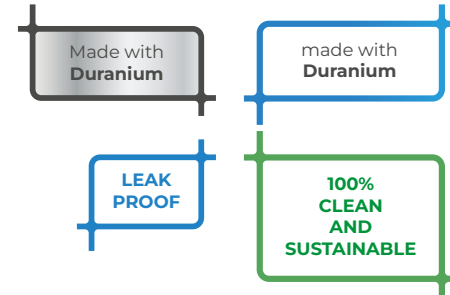 Made with
Duranium
made with
Duranium
LEAK
PROOF
100%
CLEAN
AND
SUSTAINABLE